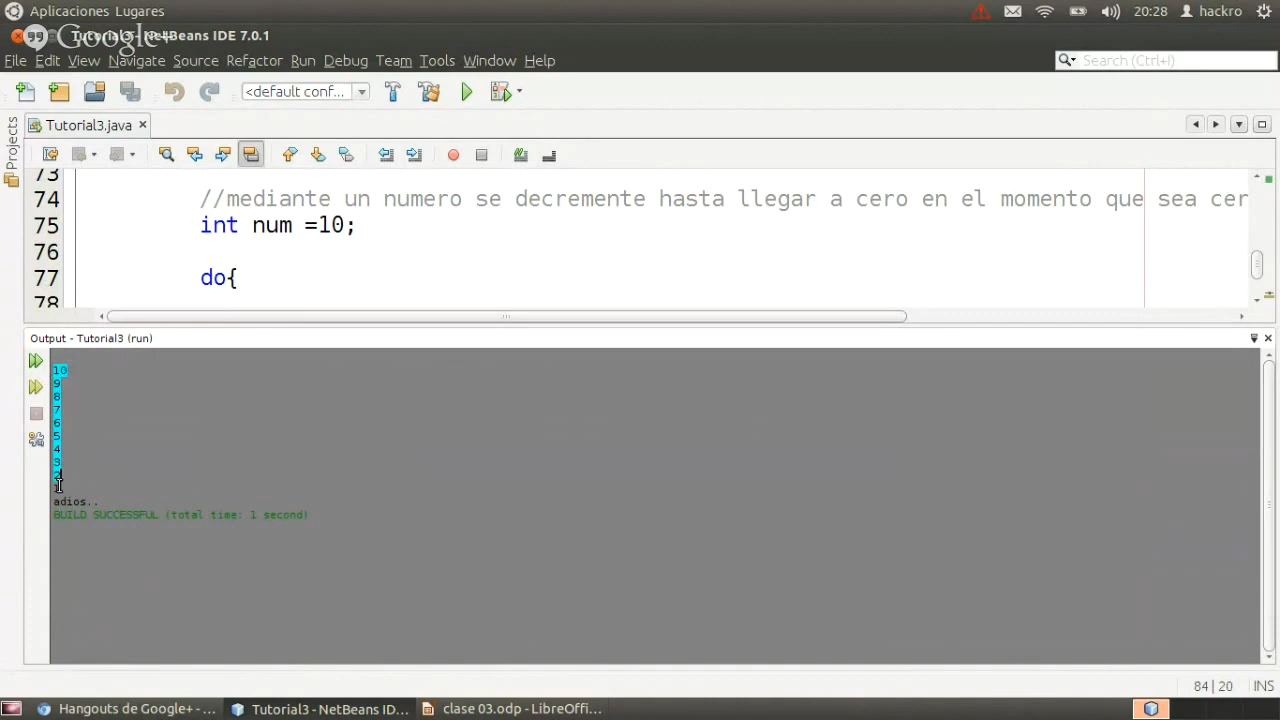 Aplicaciones Lugares
20:28 hackro
Google+
Tutorial3 - NetBeans IDE 7.0.1
File Edit View Navigate Source Refactor Run Debug Team Tools Window Help
Search (Ctrl+I)
<default conf...
Projects
Tutorial3.java
73
74 //mediante un numero se decremente hasta llegar a cero en el momento que sea cer
75 int num =10;
76
77 do{
78
Output - Tutorial3 (run)
10
9
8
7
6
5
4
3
2
1
adios..
BUILD SUCCESSFUL (total time: 1 second)
84|20 INS
Hangouts de Google+ - ... Tutorial3 - NetBeans ID... clase 03.odp - LibreOffi...